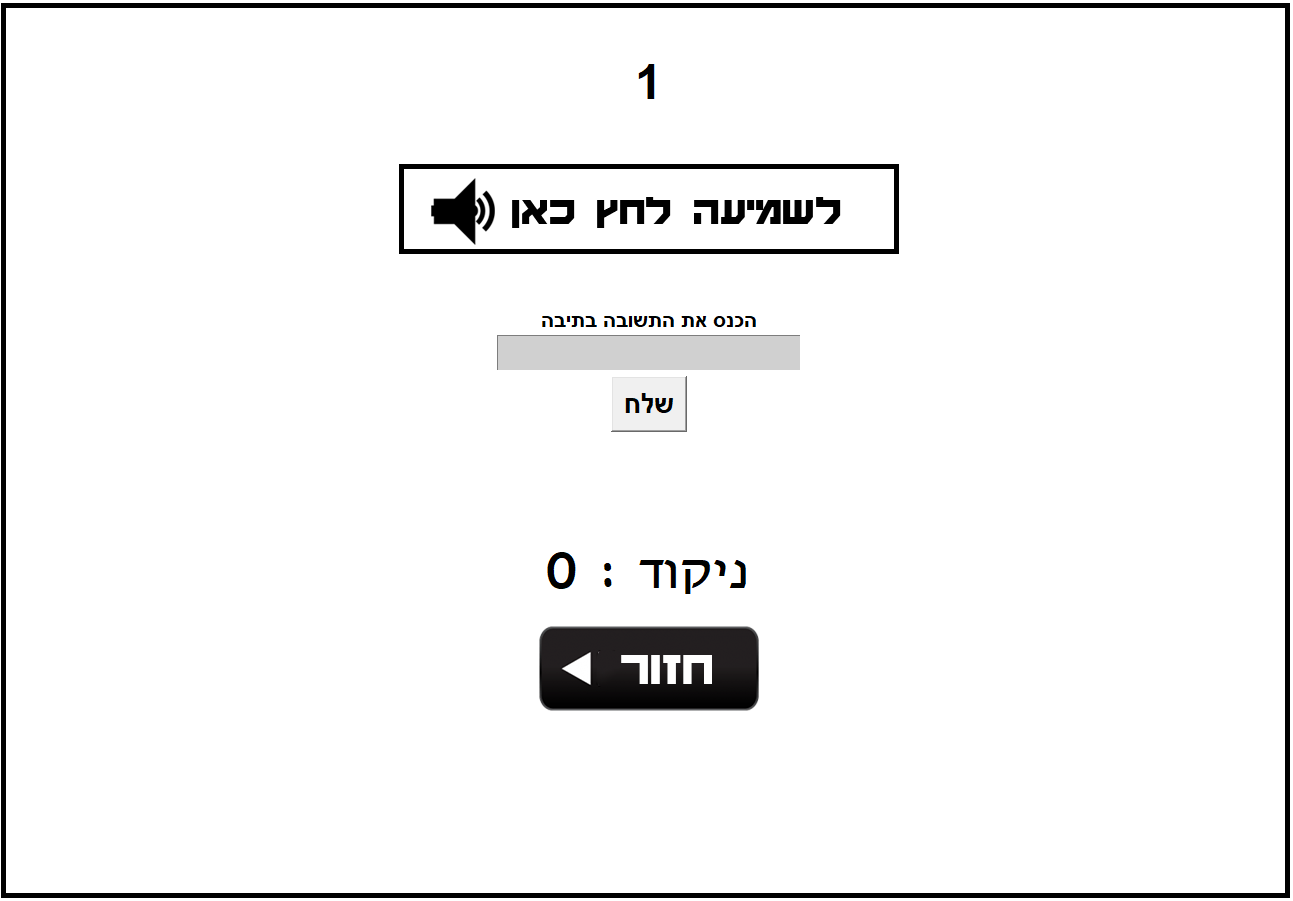 1
לשמיעה לחץ כאן
הכנס את התשובה בתיבה
שלח
ניקוד : 0
חזור